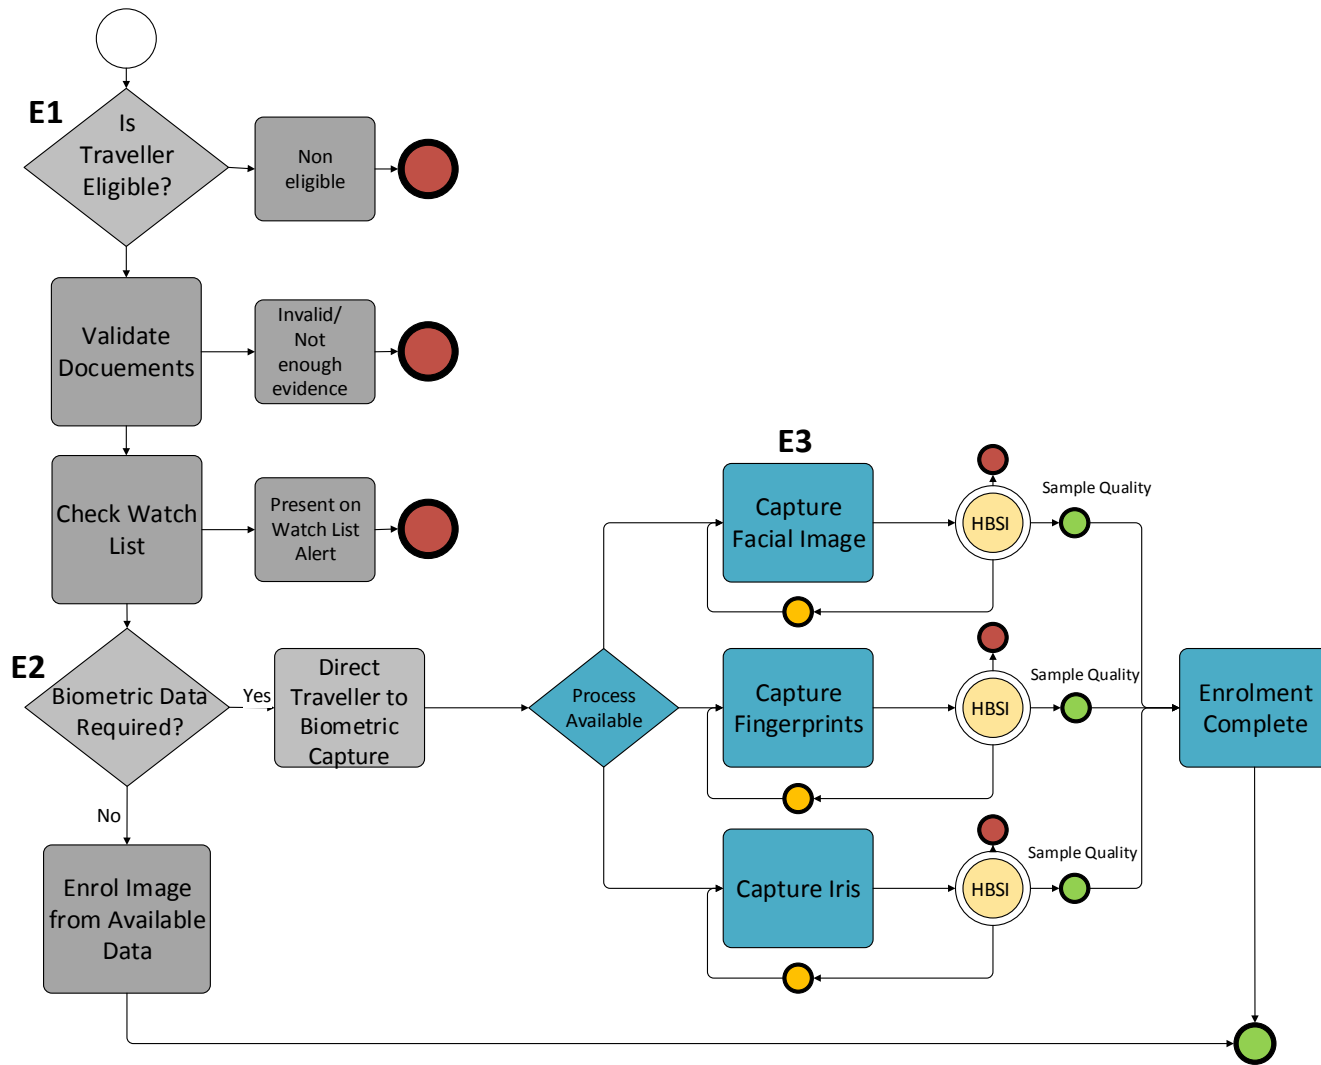 E1
Is
Traveller
Eligible?
Non
eligible
Validate
Docuements
Invalid/
Not
enough
evidence
Check Watch
List
Present on
Watch List
Alert
E2
Biometric Data
Required?
Yes
No
Direct
Traveller to
Biometric
Capture
Enrol Image
from Available
Data
Process
Available
E3
Capture
Facial Image
HBSI
Sample Quality
Capture
Fingerprints
HBSI
Sample Quality
Capture Iris
HBSI
Sample Quality
Enrolment
Complete